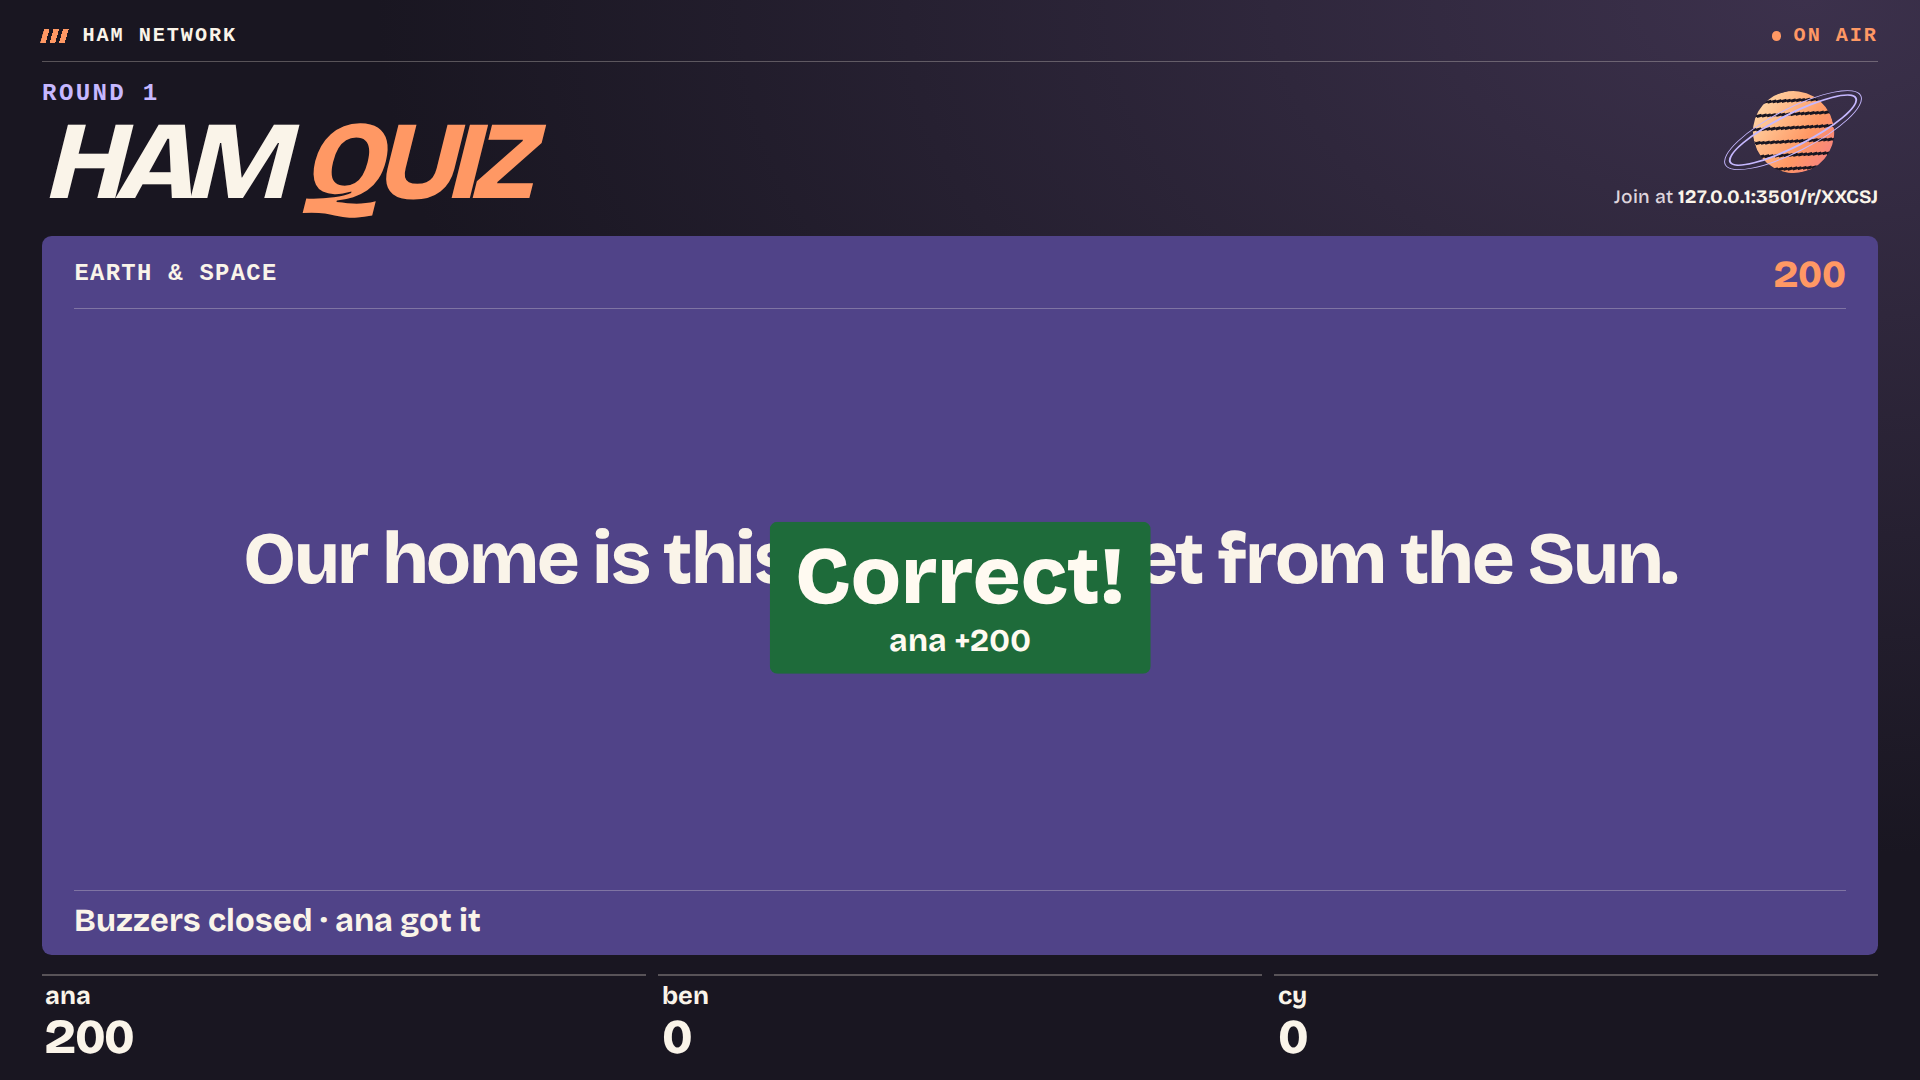 HAM NETWORK
ON AIR
ROUND 1
HAM QUIZ
Join at 127.0.0.1:3501/r/XXCSJ
EARTH & SPACE
200
Our home is this from the Sun.
Correct!
ana +200
Buzzers closed · ana got it
ana
200
ben
0
cy
0